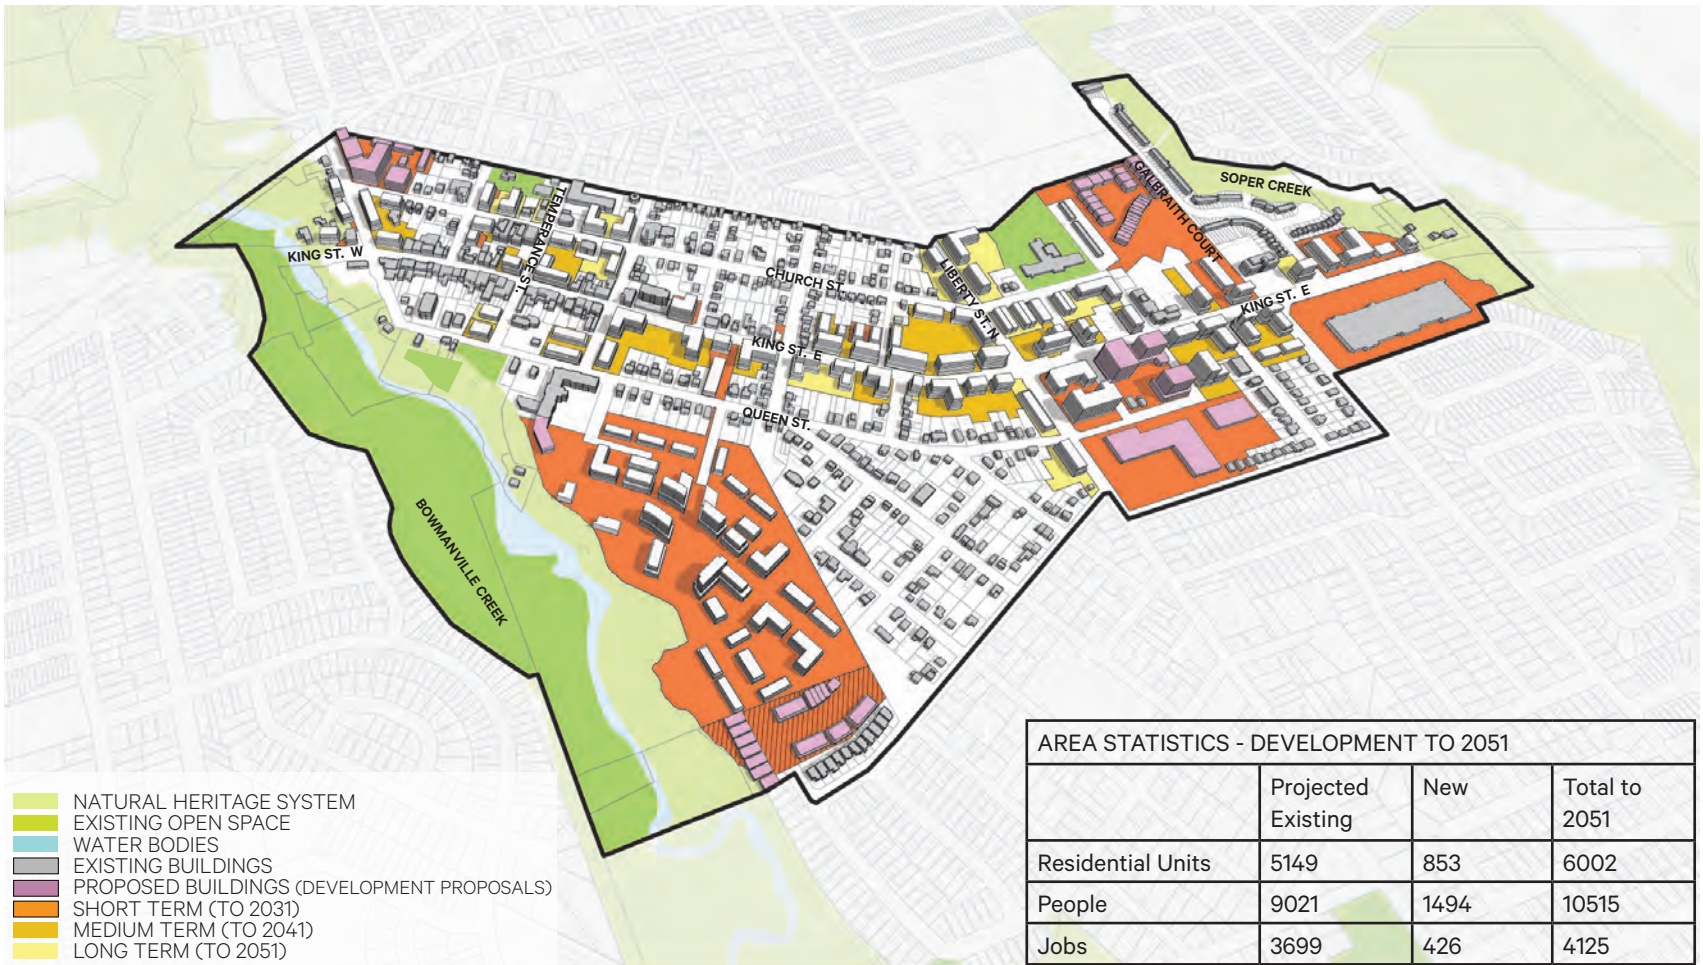 SOPER CREEK
GALBRAITH COURT
TEMPERANCE ST.
KING ST. W
CHURCH ST.
LIBERTY ST. N
KING ST. E
KING ST. E
QUEEN ST.
BOWMANVILLE CREEK
NATURAL HERITAGE SYSTEM
EXISTING OPEN SPACE
WATER BODIES
EXISTING BUILDINGS
PROPOSED BUILDINGS (DEVELOPMENT PROPOSALS)
SHORT TERM (TO 2031)
MEDIUM TERM (TO 2041)
LONG TERM (TO 2051)
AREA STATISTICS - DEVELOPMENT TO 2051
Projected Existing New Total to 2051
Residential Units 5149 853 6002
People 9021 1494 10515
Jobs 3699 426 4125